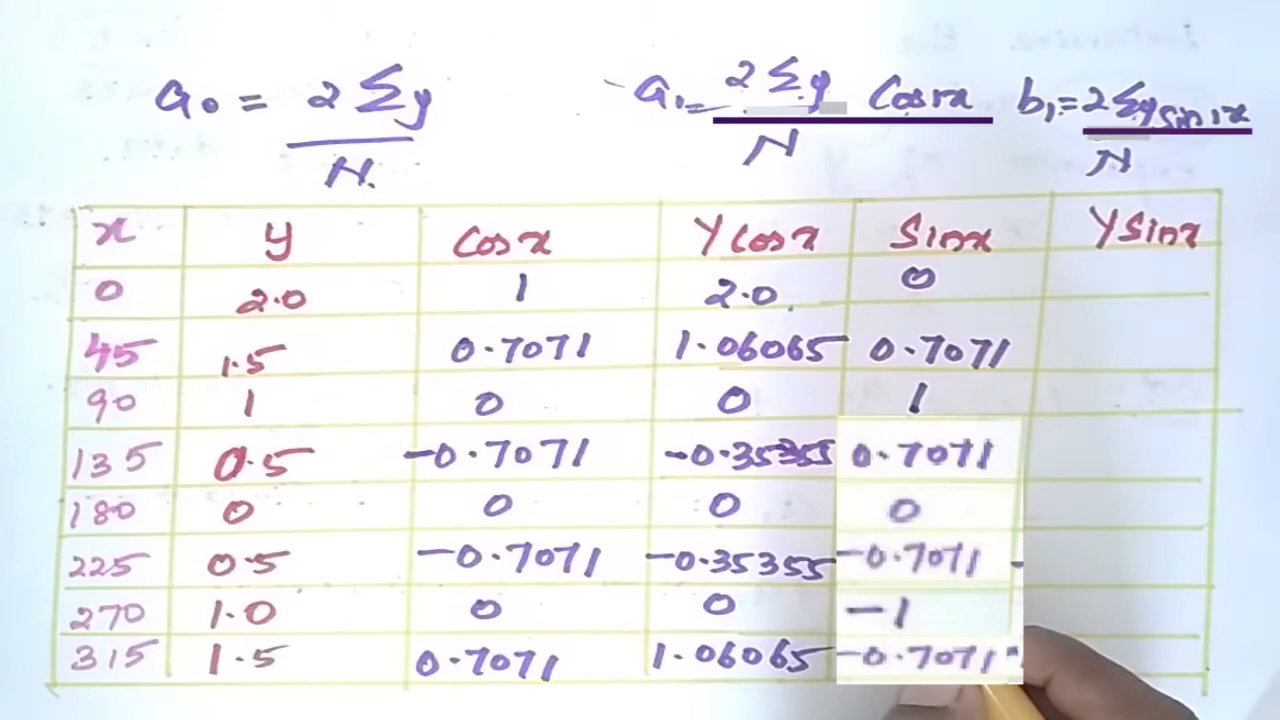 a0 = 2Σy / N    a1 = 2Σy cos1x / N    b1 = 2Σy sin1x / N
x y Cosx YCosx Sinx YSinx
0 2.0 1 2.0 0
45 1.5 0.7071 1.06065 0.7071
90 1 0 0 1
135 0.5 -0.7071 -0.35355 0.7071
180 0 0 0 0
225 0.5 -0.7071 -0.35355 -0.7071
270 1.0 0 0 -1
315 1.5 0.7071 1.06065 -0.7071